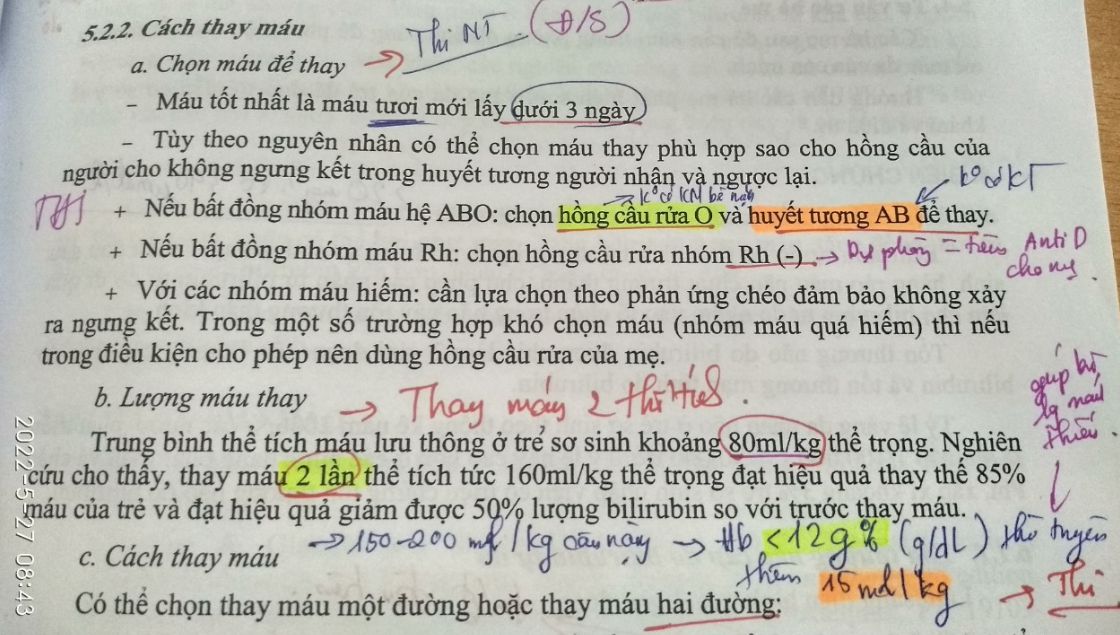 5.2.2. Cách thay máu
Thi NT (Đ/S)
a. Chọn máu để thay
- Máu tốt nhất là máu tươi mới lấy dưới 3 ngày
- Tùy theo nguyên nhân có thể chọn máu thay phù hợp sao cho hồng cầu của
người cho không ngưng kết trong huyết tương người nhận và ngược lại.
+ Nếu bất đồng nhóm máu hệ ABO: chọn hồng cầu rửa O và huyết tương AB để thay.
+ Nếu bất đồng nhóm máu Rh: chọn hồng cầu rửa nhóm Rh (-)
→ Dự phòng = tiêm Anti D
cho mẹ.
+ Với các nhóm máu hiếm: cần lựa chọn theo phản ứng chéo đảm bảo không xảy
ra ngưng kết. Trong một số trường hợp khó chọn máu (nhóm máu quá hiếm) thì nếu
trong điều kiện cho phép nên dùng hồng cầu rửa của mẹ.
b. Lượng máu thay
→ Thay máu 2 thể tích.
Trung bình thể tích máu lưu thông ở trẻ sơ sinh khoảng 80ml/kg thể trọng. Nghiên
cứu cho thấy, thay máu 2 lần thể tích tức 160ml/kg thể trọng đạt hiệu quả thay thế 85%
máu của trẻ và đạt hiệu quả giảm được 50% lượng bilirubin so với trước thay máu.
giúp bù
lg máu
thiếu.
c. Cách thay máu
→ 150-200 ml/kg cân nặng → Hb <12g% (g/dL) thì truyền
thêm 15ml/kg → Thi
Có thể chọn thay máu một đường hoặc thay máu hai đường:
2022-5-27 08:43